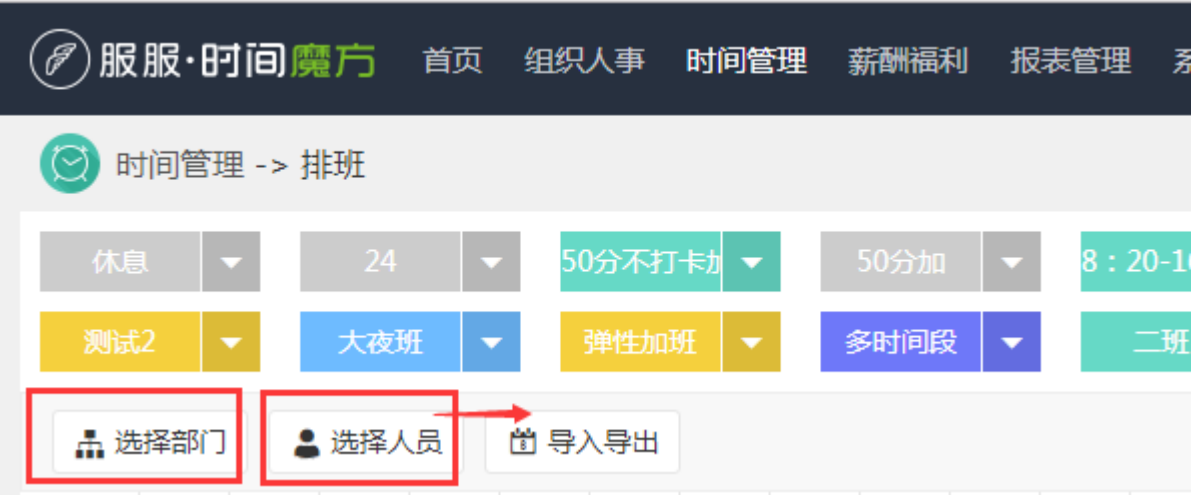 服服·时间魔方 首页 组织人事 时间管理 薪酬福利 报表管理
时间管理 -> 排班
休息 24 50分不打卡 50分加 8：20-1
测试2 大夜班 弹性加班 多时间段 二班
选择部门 选择人员 导入导出